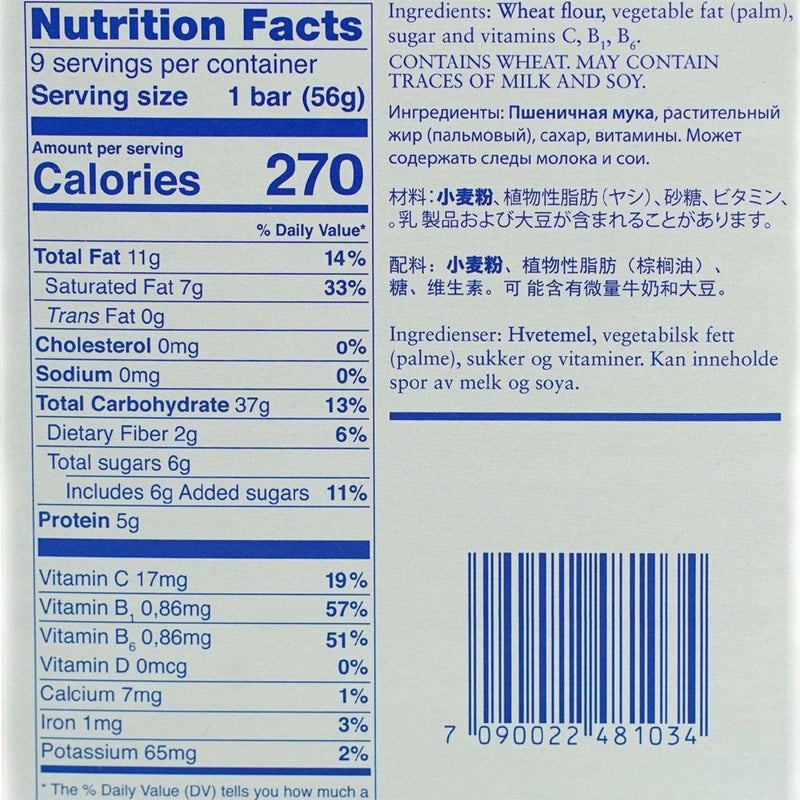 Nutrition Facts
9 servings per container
Serving size 1 bar (56g)
Amount per serving
Calories 270
% Daily Value*
Total Fat 11g 14%
Saturated Fat 7g 33%
Trans Fat 0g
Cholesterol 0mg 0%
Sodium 0mg 0%
Total Carbohydrate 37g 13%
Dietary Fiber 2g 6%
Total sugars 6g
Includes 6g Added sugars 11%
Protein 5g
Vitamin C 17mg 19%
Vitamin B₁ 0,86mg 57%
Vitamin B₆ 0,86mg 51%
Vitamin D 0mcg 0%
Calcium 7mg 1%
Iron 1mg 3%
Potassium 65mg 2%
* The % Daily Value (DV) tells you how much a
Ingredients: Wheat flour, vegetable fat (palm),
sugar and vitamins C, B₁, B₆.
CONTAINS WHEAT. MAY CONTAIN
TRACES OF MILK AND SOY.
Ингредиенты: Пшеничная мука, растительный
жир (пальмовый), сахар, витамины. Может
содержать следы молока и сои.
材料：小麦粉、植物性脂肪（ヤシ）、砂糖、ビタミン、
。乳 製品および大豆が含まれることがあります。
配料：小麦粉、植物性脂肪（棕榈油）、
糖、维生素。可 能含有微量牛奶和大豆。
Ingredienser: Hvetemel, vegetabilsk fett
(palme), sukker og vitaminer. Kan inneholde
spor av melk og soya.
7 090022 481034